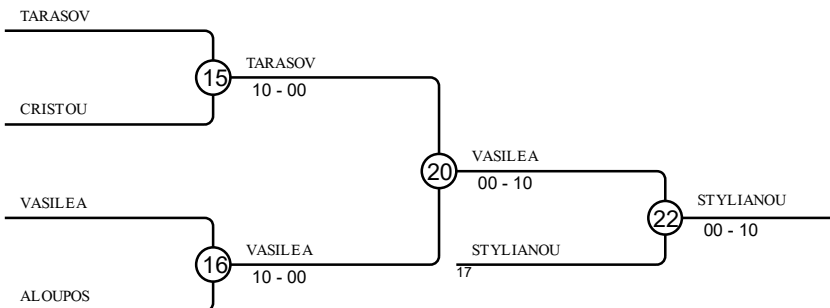 TARASOV
15
TARASOV
10 - 00
CRISTOU
20
VASILEA
00 - 10
VASILEA
22
STYLIANOU
00 - 10
16
VASILEA
10 - 00
STYLIANOU
17
ALOUPOS